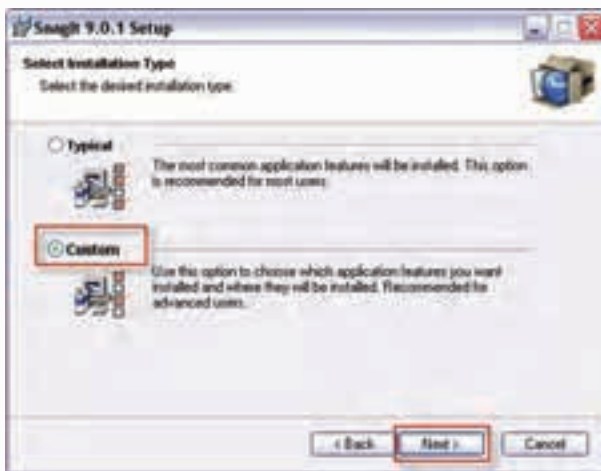 SnagIt 9.0.1 Setup
Select Installation Type
Select the desired installation type.
Typical
The most common application features will be installed. This option
is recommended for most users.
Custom
Use this option to choose which application features you want
installed and where they will be installed. Recommended for
advanced users.
< Back
Next >
Cancel